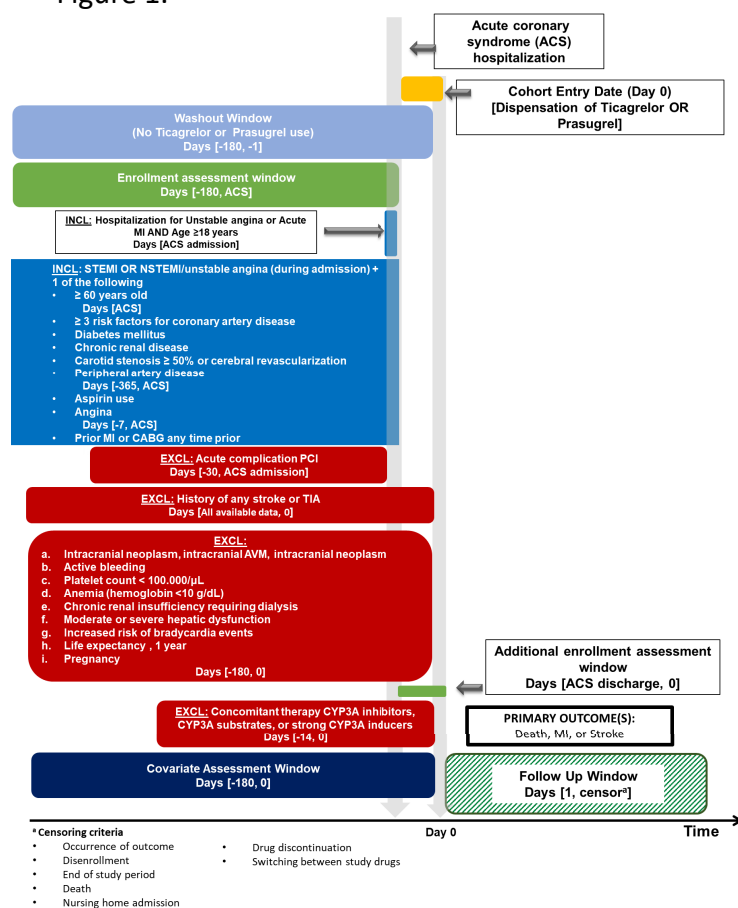 Figure 1.
Acute coronary
syndrome (ACS)
hospitalization
Cohort Entry Date (Day 0)
[Dispensation of Ticagrelor OR
Prasugrel]
Washout Window
(No Ticagrelor or Prasugrel use)
Days [-180, -1]
Enrollment assessment window
Days [-180, ACS]
INCL: Hospitalization for Unstable angina or Acute
MI AND Age ≥18 years
Days [ACS admission]
INCL: STEMI OR NSTEMI/unstable angina (during admission) +
1 of the following
• ≥ 60 years old
Days [ACS]
• ≥ 3 risk factors for coronary artery disease
• Diabetes mellitus
• Chronic renal disease
• Carotid stenosis ≥ 50% or cerebral revascularization
• Peripheral artery disease
Days [-365, ACS]
• Aspirin use
• Angina
Days [-7, ACS]
• Prior MI or CABG any time prior
EXCL: Acute complication PCI
Days [-30, ACS admission]
EXCL: History of any stroke or TIA
Days [All available data, 0]
EXCL:
a. Intracranial neoplasm, intracranial AVM, intracranial neoplasm
b. Active bleeding
c. Platelet count < 100.000/µL
d. Anemia (hemoglobin <10 g/dL)
e. Chronic renal insufficiency requiring dialysis
f. Moderate or severe hepatic dysfunction
g. Increased risk of bradycardia events
h. Life expectancy , 1 year
i. Pregnancy
Days [-180, 0]
Additional enrollment assessment
window
Days [ACS discharge, 0]
EXCL: Concomitant therapy CYP3A inhibitors,
CYP3A substrates, or strong CYP3A inducers
Days [-14, 0]
PRIMARY OUTCOME(S):
Death, MI, or Stroke
Covariate Assessment Window
Days [-180, 0]
Follow Up Window
Days [1, censorᵃ]
Day 0
Time
ᵃ Censoring criteria
• Occurrence of outcome
• Disenrollment
• End of study period
• Death
• Nursing home admission
• Drug discontinuation
• Switching between study drugs